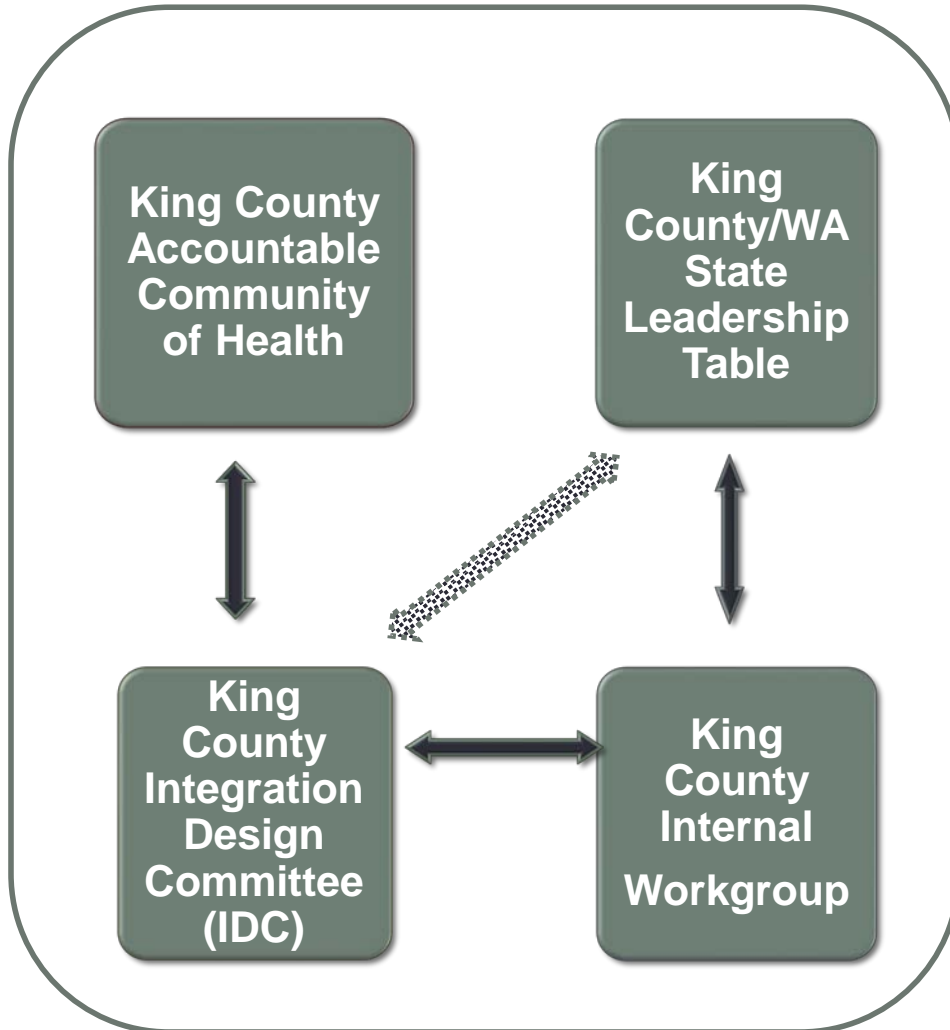 King County
Accountable
Community
of Health
King
County/WA
State
Leadership
Table
King
County
Integration
Design
Committee
(IDC)
King
County
Internal
Workgroup